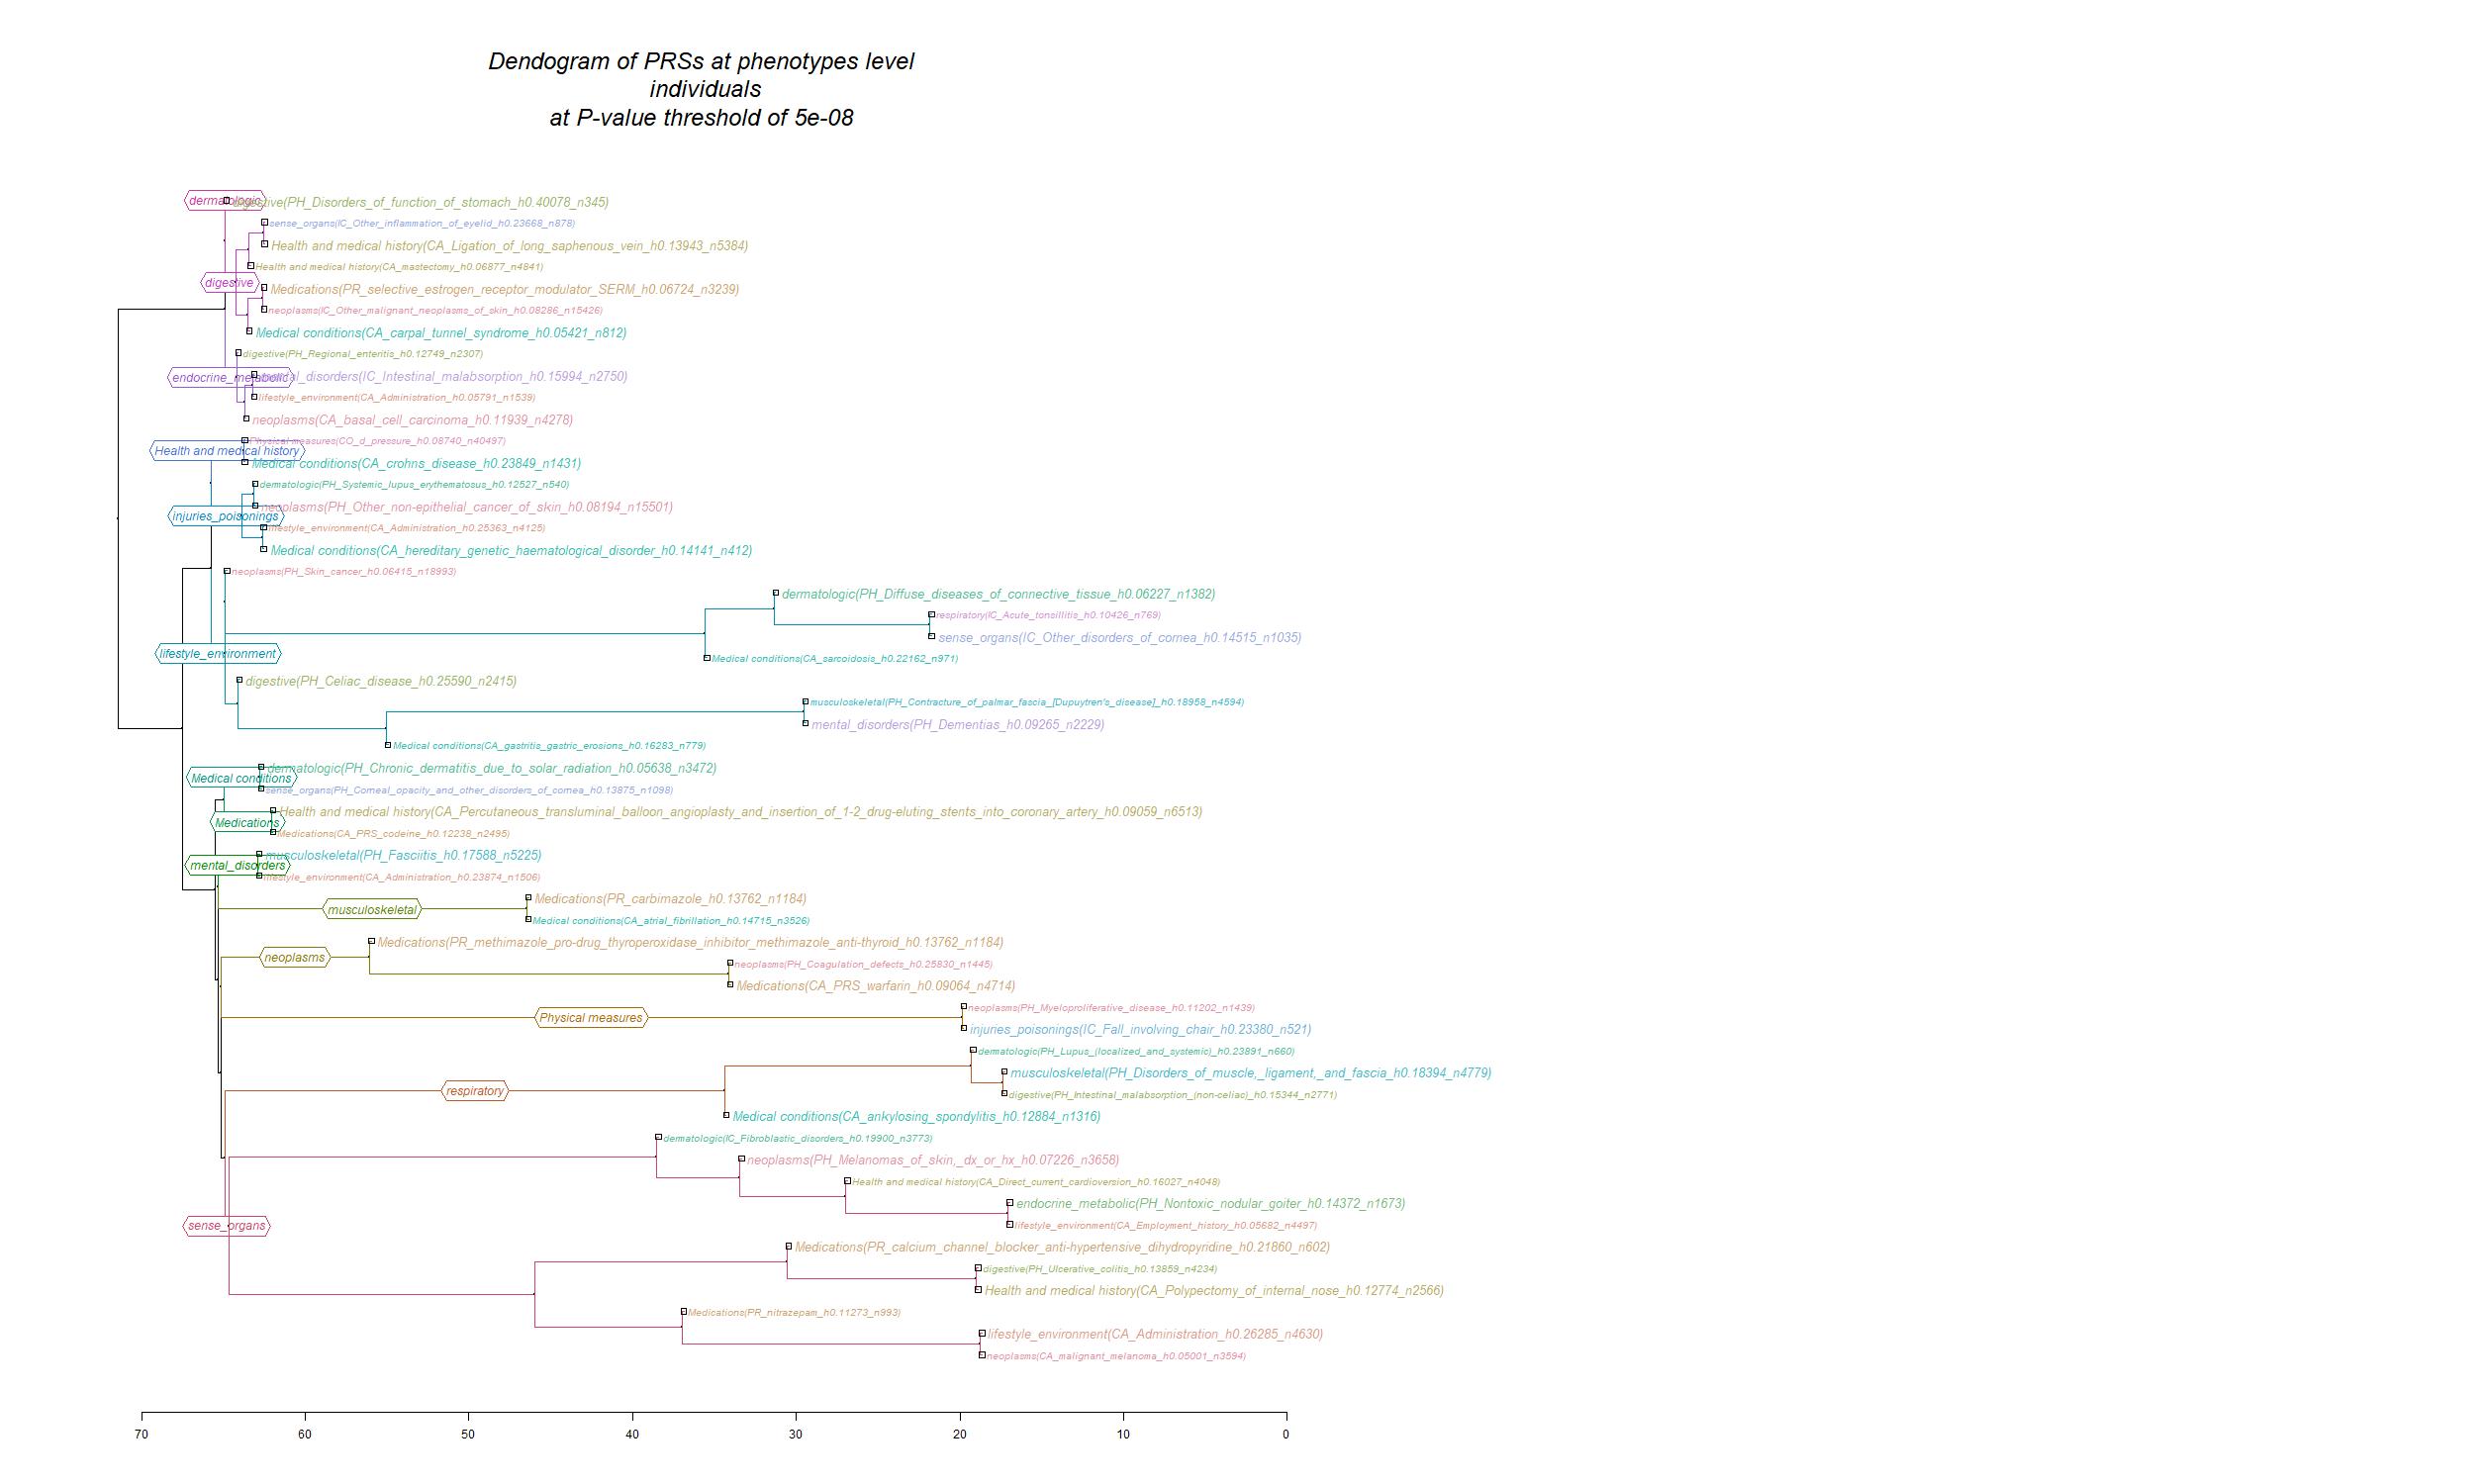 Dendogram of PRSs at phenotypes level
individuals
at P-value threshold of 5e-08
dermatologic
digestive(PH_Disorders_of_function_of_stomach_h0.40078_n345)
sense_organs(IC_Other_inflammation_of_eyelid_h0.23668_n878)
Health and medical history(CA_Ligation_of_long_saphenous_vein_h0.13943_n5384)
Health and medical history(CA_mastectomy_h0.06877_n4841)
digestive
Medications(PR_selective_estrogen_receptor_modulator_SERM_h0.06724_n3239)
neoplasms(IC_Other_malignant_neoplasms_of_skin_h0.08286_n15426)
Medical conditions(CA_carpal_tunnel_syndrome_h0.05421_n812)
digestive(PH_Regional_enteritis_h0.12749_n2307)
endocrine_metabolic
mental_disorders(IC_Intestinal_malabsorption_h0.15994_n2750)
lifestyle_environment(CA_Administration_h0.05791_n1539)
neoplasms(CA_basal_cell_carcinoma_h0.11939_n4278)
Physical measures(CO_d_pressure_h0.08740_n40497)
Health and medical history
Medical conditions(CA_crohns_disease_h0.23849_n1431)
dermatologic(PH_Systemic_lupus_erythematosus_h0.12527_n540)
neoplasms(PH_Other_non-epithelial_cancer_of_skin_h0.08194_n15501)
injuries_poisonings
lifestyle_environment(CA_Administration_h0.25363_n4125)
Medical conditions(CA_hereditary_genetic_haematological_disorder_h0.14141_n412)
neoplasms(PH_Skin_cancer_h0.06415_n18993)
dermatologic(PH_Diffuse_diseases_of_connective_tissue_h0.06227_n1382)
respiratory(IC_Acute_tonsillitis_h0.10426_n769)
sense_organs(IC_Other_disorders_of_cornea_h0.14515_n1035)
lifestyle_environment
Medical conditions(CA_sarcoidosis_h0.22162_n971)
digestive(PH_Celiac_disease_h0.25590_n2415)
musculoskeletal(PH_Contracture_of_palmar_fascia_[Dupuytren's_disease]_h0.18958_n4594)
mental_disorders(PH_Dementias_h0.09265_n2229)
Medical conditions(CA_gastritis_gastric_erosions_h0.16283_n779)
dermatologic(PH_Chronic_dermatitis_due_to_solar_radiation_h0.05638_n3472)
Medical conditions
sense_organs(PH_Corneal_opacity_and_other_disorders_of_cornea_h0.13875_n1098)
Health and medical history(CA_Percutaneous_transluminal_balloon_angioplasty_and_insertion_of_1-2_drug-eluting_stents_into_coronary_artery_h0.09059_n6513)
Medications
Medications(CA_PRS_codeine_h0.12238_n2495)
musculoskeletal(PH_Fasciitis_h0.17588_n5225)
mental_disorders
lifestyle_environment(CA_Administration_h0.23874_n1506)
Medications(PR_carbimazole_h0.13762_n1184)
musculoskeletal
Medical conditions(CA_atrial_fibrillation_h0.14715_n3526)
Medications(PR_methimazole_pro-drug_thyroperoxidase_inhibitor_methimazole_anti-thyroid_h0.13762_n1184)
neoplasms
neoplasms(PH_Coagulation_defects_h0.25830_n1445)
Medications(CA_PRS_warfarin_h0.09064_n4714)
neoplasms(PH_Myeloproliferative_disease_h0.11202_n1439)
Physical measures
injuries_poisonings(IC_Fall_involving_chair_h0.23380_n521)
dermatologic(PH_Lupus_(localized_and_systemic)_h0.23891_n660)
musculoskeletal(PH_Disorders_of_muscle,_ligament,_and_fascia_h0.18394_n4779)
respiratory
digestive(PH_Intestinal_malabsorption_(non-celiac)_h0.15344_n2771)
Medical conditions(CA_ankylosing_spondylitis_h0.12884_n1316)
dermatologic(IC_Fibroblastic_disorders_h0.19900_n3773)
neoplasms(PH_Melanomas_of_skin,_dx_or_hx_h0.07226_n3658)
Health and medical history(CA_Direct_current_cardioversion_h0.16027_n4048)
endocrine_metabolic(PH_Nontoxic_nodular_goiter_h0.14372_n1673)
sense_organs
lifestyle_environment(CA_Employment_history_h0.05682_n4497)
Medications(PR_calcium_channel_blocker_anti-hypertensive_dihydropyridine_h0.21860_n602)
digestive(PH_Ulcerative_colitis_h0.13859_n4234)
Health and medical history(CA_Polypectomy_of_internal_nose_h0.12774_n2566)
Medications(PR_nitrazepam_h0.11273_n993)
lifestyle_environment(CA_Administration_h0.26285_n4630)
neoplasms(CA_malignant_melanoma_h0.05001_n3594)
70 60 50 40 30 20 10 0